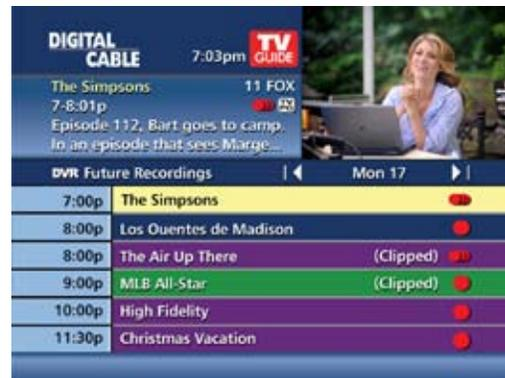 DIGITAL CABLE
7:03pm
TV GUIDE
The Simpsons 11 FOX
7-8:01p
Episode 112, Bart goes to camp.
In an episode that sees Marge...
DVR Future Recordings Mon 17
7:00p The Simpsons
8:00p Los Ouentes de Madison
8:00p The Air Up There (Clipped)
9:00p MLB All-Star (Clipped)
10:00p High Fidelity
11:30p Christmas Vacation